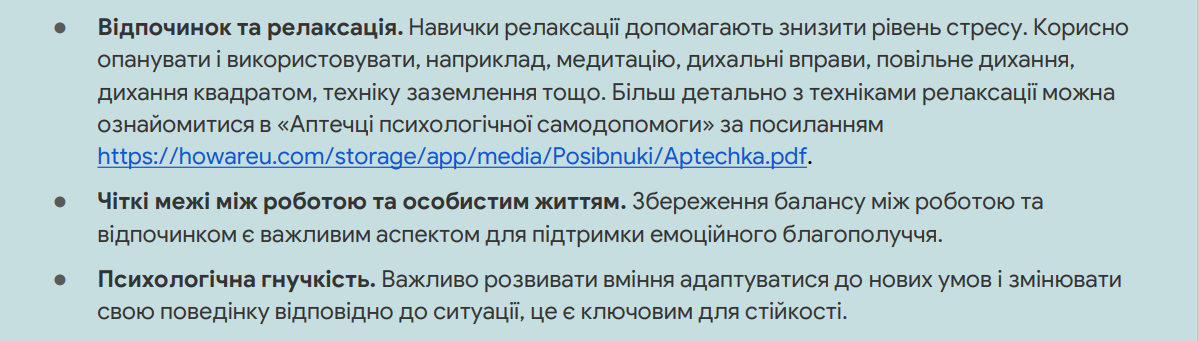 ● Відпочинок та релаксація. Навички релаксації допомагають знизити рівень стресу. Корисно
опанувати і використовувати, наприклад, медитацію, дихальні вправи, повільне дихання,
дихання квадратом, техніку заземлення тощо. Більш детально з техніками релаксації можна
ознайомитися в «Аптечці психологічної самодопомоги» за посиланням
https://howareu.com/storage/app/media/Posibnuki/Aptechka.pdf.
● Чіткі межі між роботою та особистим життям. Збереження балансу між роботою та
відпочинком є важливим аспектом для підтримки емоційного благополуччя.
● Психологічна гнучкість. Важливо розвивати вміння адаптуватися до нових умов і змінювати
свою поведінку відповідно до ситуації, це є ключовим для стійкості.